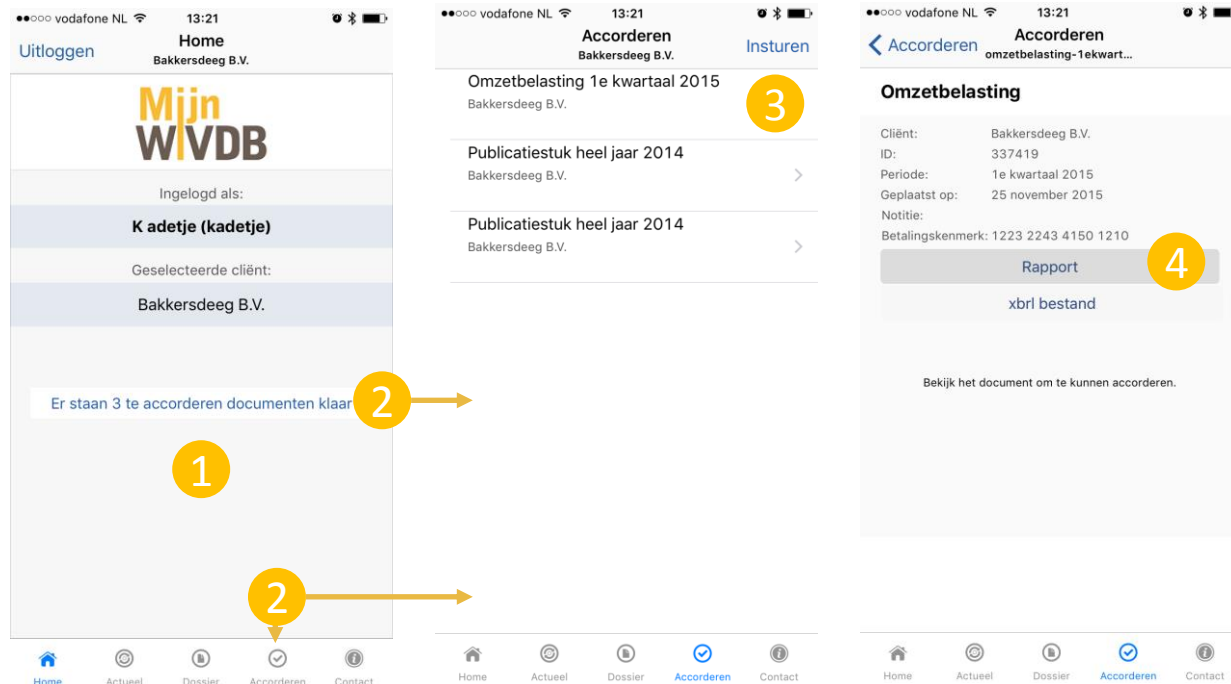 ●●○○○ vodafone NL 13:21
Uitloggen
Home
Bakkersdeeg B.V.
Mijn
WVDB
Ingelogd als:
K adetje (kadetje)
Geselecteerde cliënt:
Bakkersdeeg B.V.
Er staan 3 te accorderen documenten klaar
2
1
2
Home Actueel Dossier Accorderen Contact
●●○○○ vodafone NL 13:21
Accorderen
Bakkersdeeg B.V.
Insturen
Omzetbelasting 1e kwartaal 2015
Bakkersdeeg B.V.
3
Publicatiestuk heel jaar 2014
Bakkersdeeg B.V.
Publicatiestuk heel jaar 2014
Bakkersdeeg B.V.
Home Actueel Dossier Accorderen Contact
●●○○○ vodafone NL 13:21
Accorderen
Accorderen
omzetbelasting-1ekwart...
Omzetbelasting
Cliënt: Bakkersdeeg B.V.
ID: 337419
Periode: 1e kwartaal 2015
Geplaatst op: 25 november 2015
Notitie:
Betalingskenmerk: 1223 2243 4150 1210
Rapport
4
xbrl bestand
Bekijk het document om te kunnen accorderen.
Home Actueel Dossier Accorderen Contact